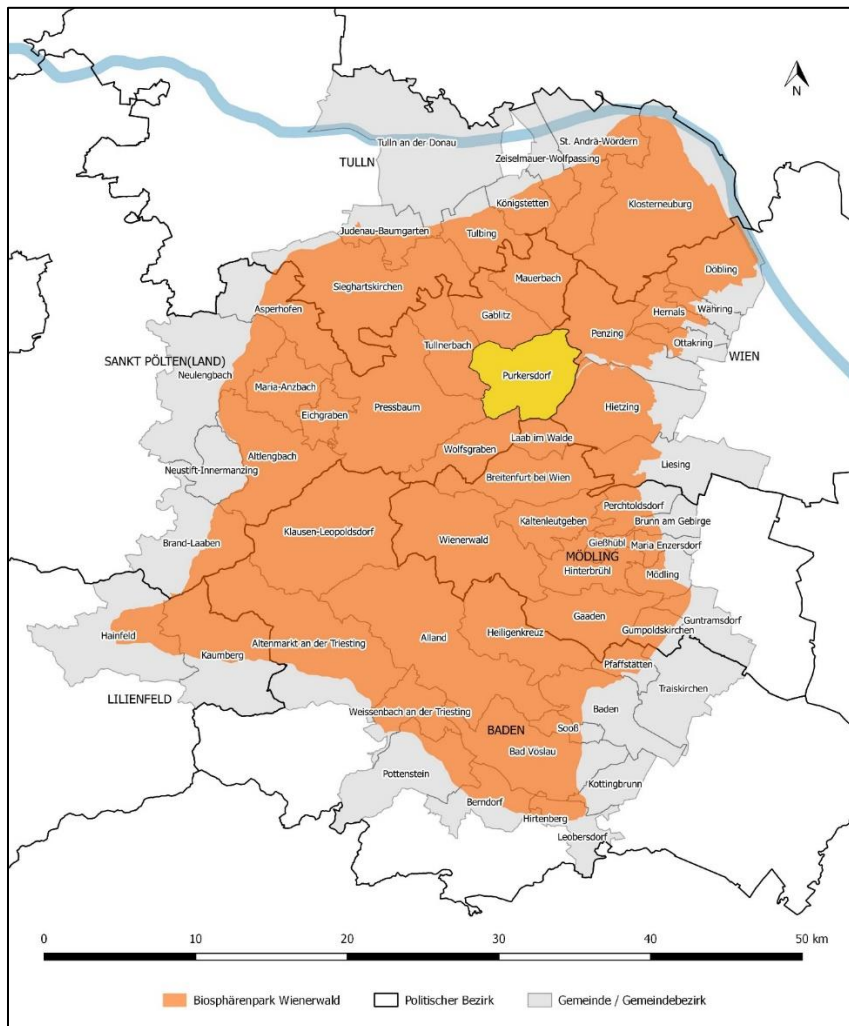 N
Tulln an der Donau
St. Andrä-Wördern
TULLN
Zeiselmauer-Wolfpassing
Königstetten
Klosterneuburg
Judenau-Baumgarten
Tulbing
Döbling
Mauerbach
Sieghartskirchen
Asperhofen
Gablitz
Hernals
Währing
Penzing
Tullnerbach
Ottakring
WIEN
SANKT PÖLTEN(LAND)
Neulengbach
Purkersdorf
Maria-Anzbach
Pressbaum
Hietzing
Eichgraben
Laab im Walde
Wolfsgraben
Altlengbach
Liesing
Neustift-Innermanzing
Breitenfurt bei Wien
Perchtoldsdorf
Kaltenleutgeben
Brunn am Gebirge
Klausen-Leopoldsdorf
Wienerwald
Gießhübl
Maria Enzersdorf
Brand-Laaben
MÖDLING
Hinterbrühl
Mödling
Gaaden
Guntramsdorf
Hainfeld
Alland
Heiligenkreuz
Gumpoldskirchen
Altenmarkt an der Triesting
Kaumberg
Pfaffstätten
Traiskirchen
LILIENFELD
Baden
Weissenbach an der Triesting
Sooß
BADEN
Bad Vöslau
Pottenstein
Kottingbrunn
Berndorf
Hirtenberg
Leobersdorf
0 10 20 30 40 50 km
Biosphärenpark Wienerwald Politischer Bezirk Gemeinde / Gemeindebezirk